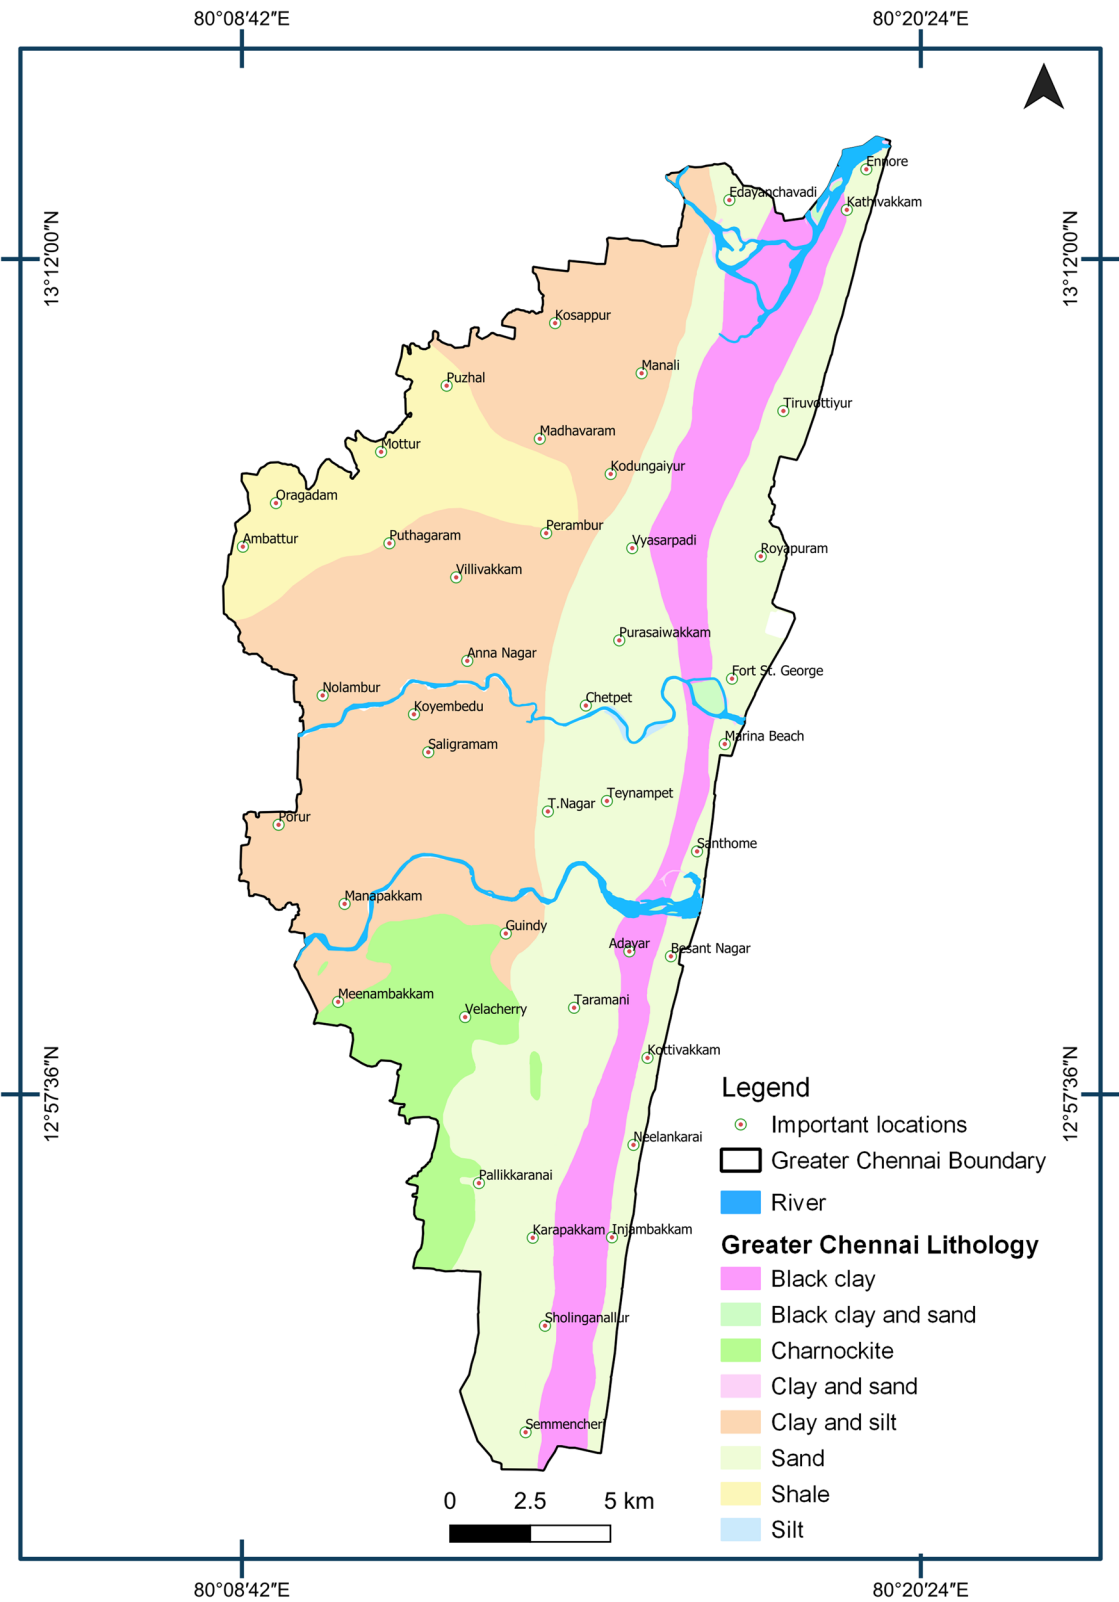 80°08′42″E
80°20′24″E
Ennore
Edayanchavadi
Kathivakkam
13°12′00″N
13°12′00″N
Kosappur
Manali
Puzhal
Tiruvottiyur
Madhavaram
Mottur
Kodungaiyur
Oragadam
Perambur
Ambattur
Puthagaram
Vyasarpadi
Royapuram
Villivakkam
Purasaiwakkam
Anna Nagar
Fort St. George
Nolambur
Chetpet
Koyembedu
Marina Beach
Saligramam
Teynampet
T.Nagar
Porur
Santhome
Manapakkam
Guindy
Adayar
Besant Nagar
Meenambakkam
Taramani
Velacherry
Kottivakkam
12°57′36″N
12°57′36″N
Neelankarai
Pallikkaranai
Karapakkam
Injambakkam
Sholinganallur
Semmencheri
Legend
Important locations
Greater Chennai Boundary
River
Greater Chennai Lithology
Black clay
Black clay and sand
Charnockite
Clay and sand
Clay and silt
Sand
Shale
Silt
0 2.5 5 km
80°08′42″E
80°20′24″E